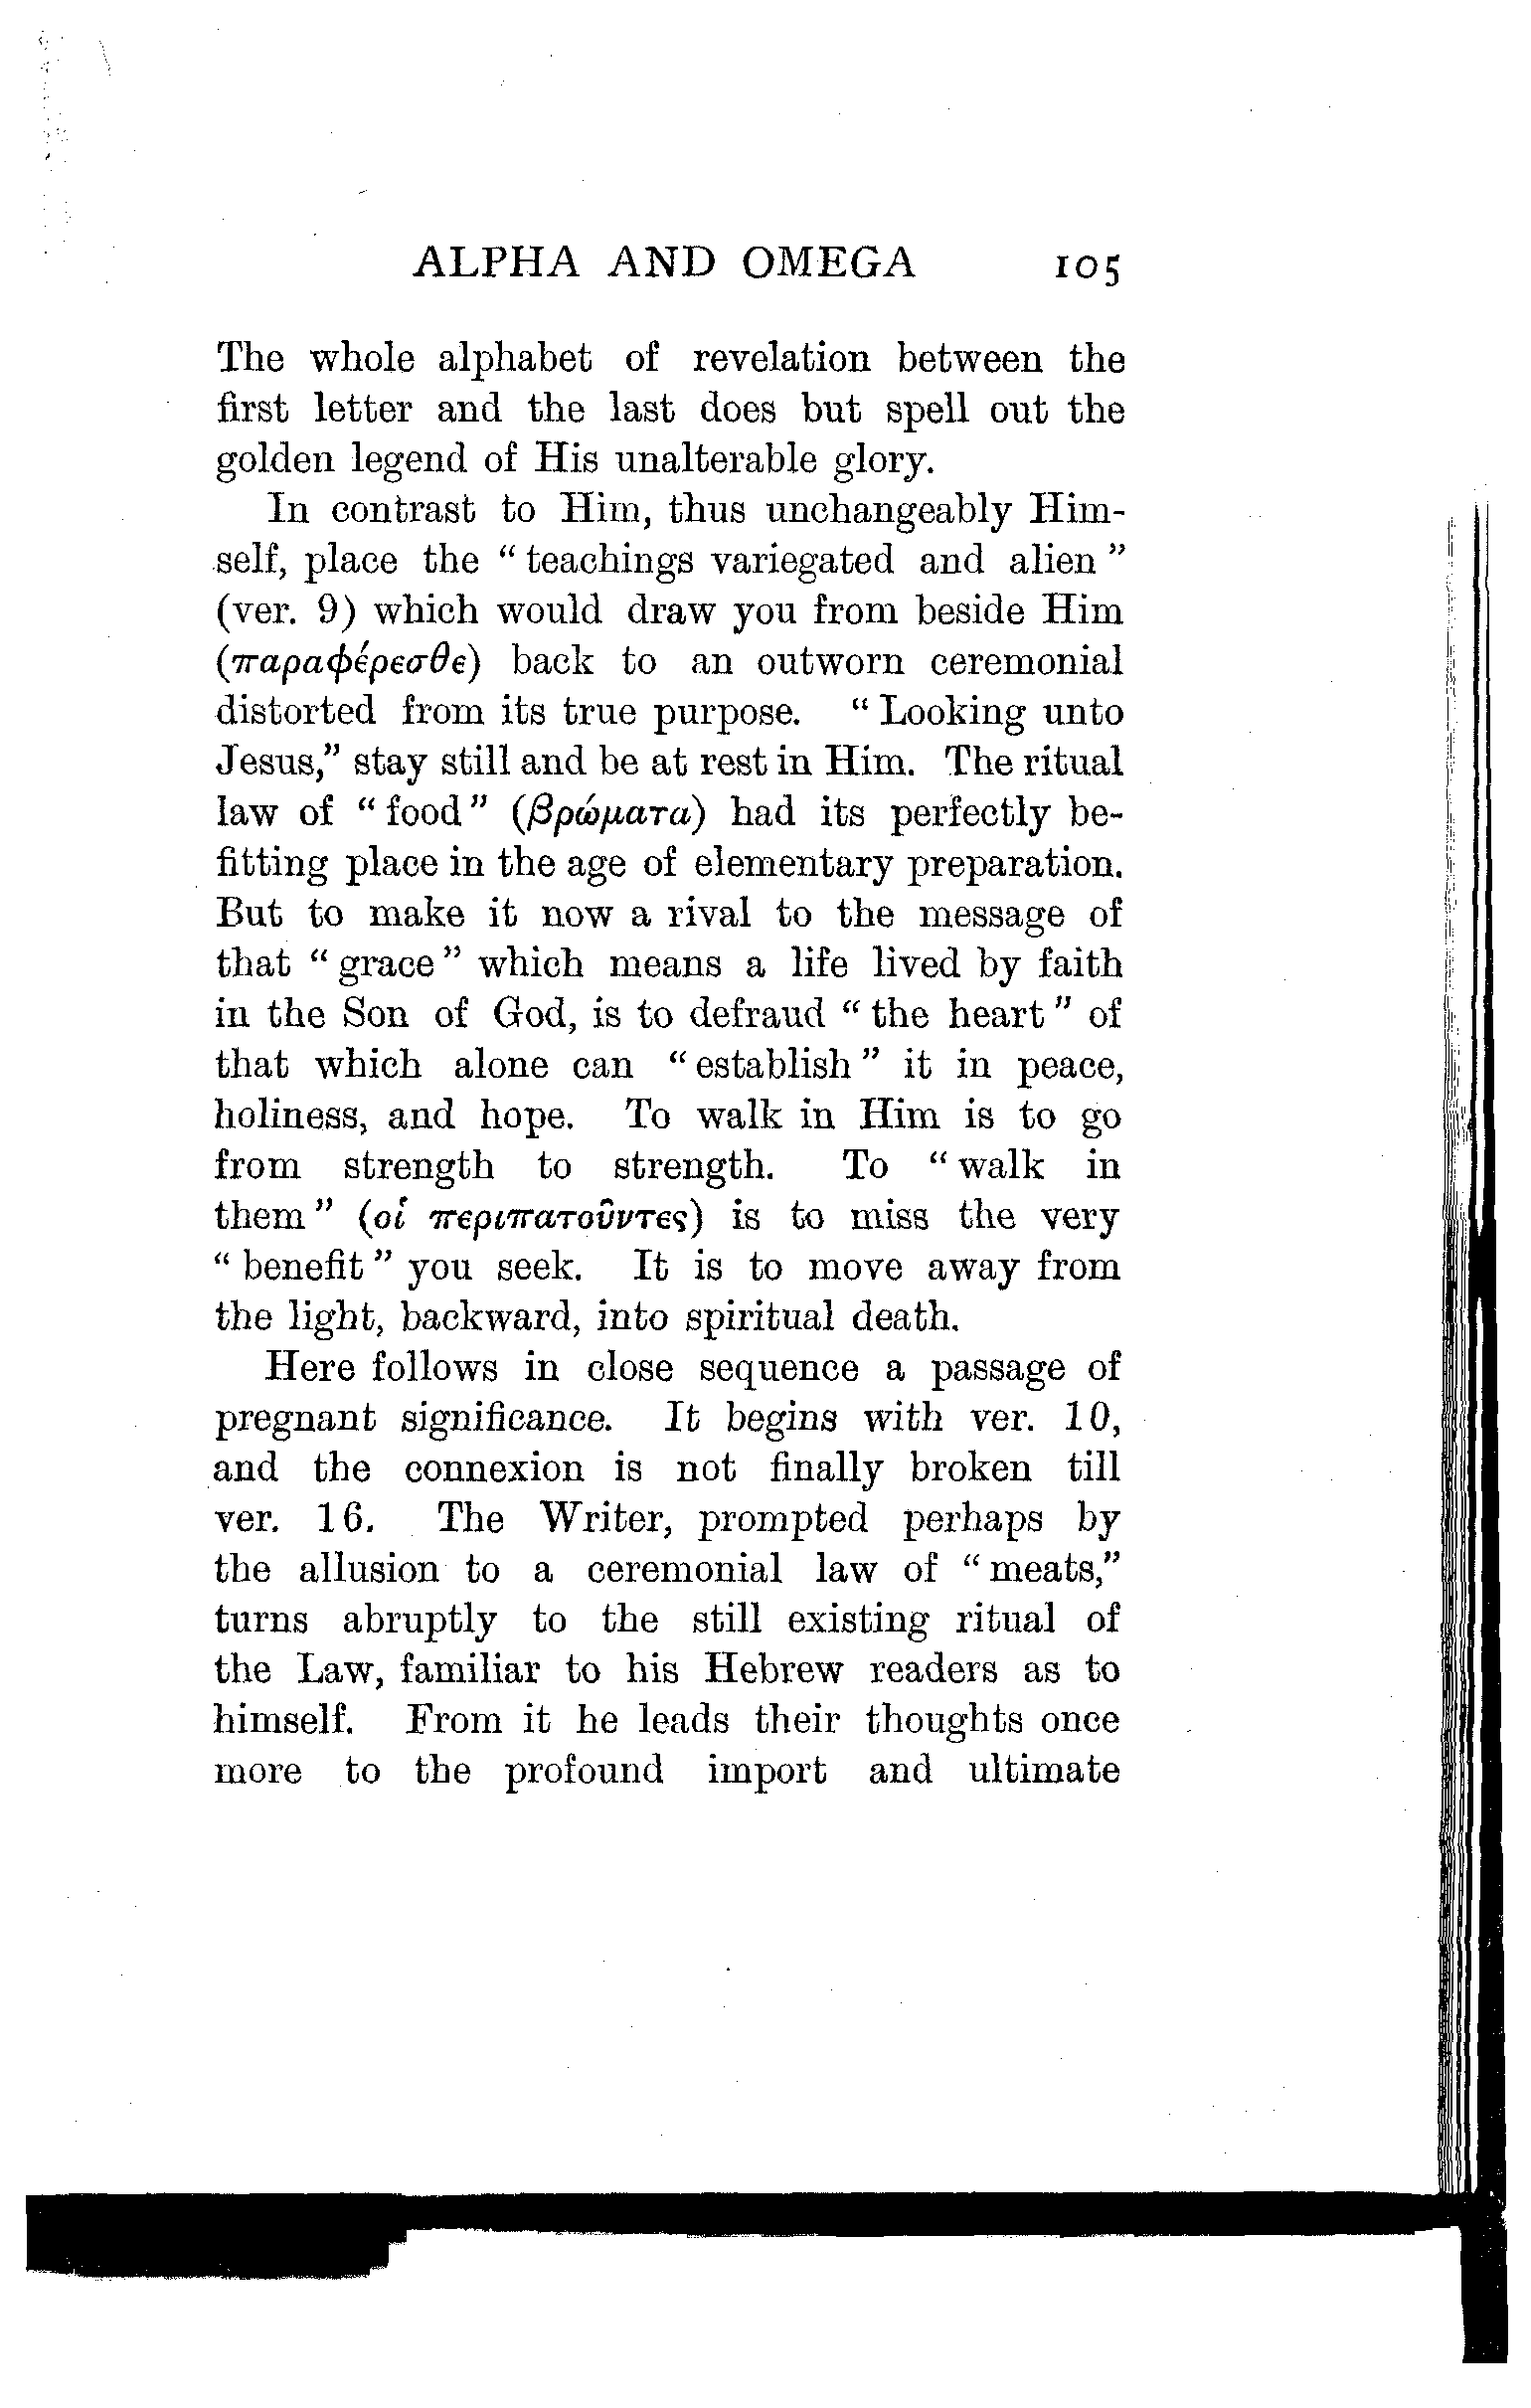 ALPHA AND OMEGA 105
The whole alphabet of revelation between the
first letter and the last does but spell out the
golden legend of His unalterable glory.
In contrast to Him, thus unchangeably Him-
self, place the “teachings variegated and alien”
(ver. 9) which would draw you from beside Him
(παραφέρεσθε) back to an outworn ceremonial
distorted from its true purpose. “Looking unto
Jesus,” stay still and be at rest in Him. The ritual
law of “food” (βρώματα) had its perfectly be-
fitting place in the age of elementary preparation.
But to make it now a rival to the message of
that “grace” which means a life lived by faith
in the Son of God, is to defraud “the heart” of
that which alone can “establish” it in peace,
holiness, and hope. To walk in Him is to go
from strength to strength. To “walk in
them” (οἱ περιπατοῦντες) is to miss the very
“benefit” you seek. It is to move away from
the light, backward, into spiritual death.
Here follows in close sequence a passage of
pregnant significance. It begins with ver. 10,
and the connexion is not finally broken till
ver. 16. The Writer, prompted perhaps by
the allusion to a ceremonial law of “meats,”
turns abruptly to the still existing ritual of
the Law, familiar to his Hebrew readers as to
himself. From it he leads their thoughts once
more to the profound import and ultimate